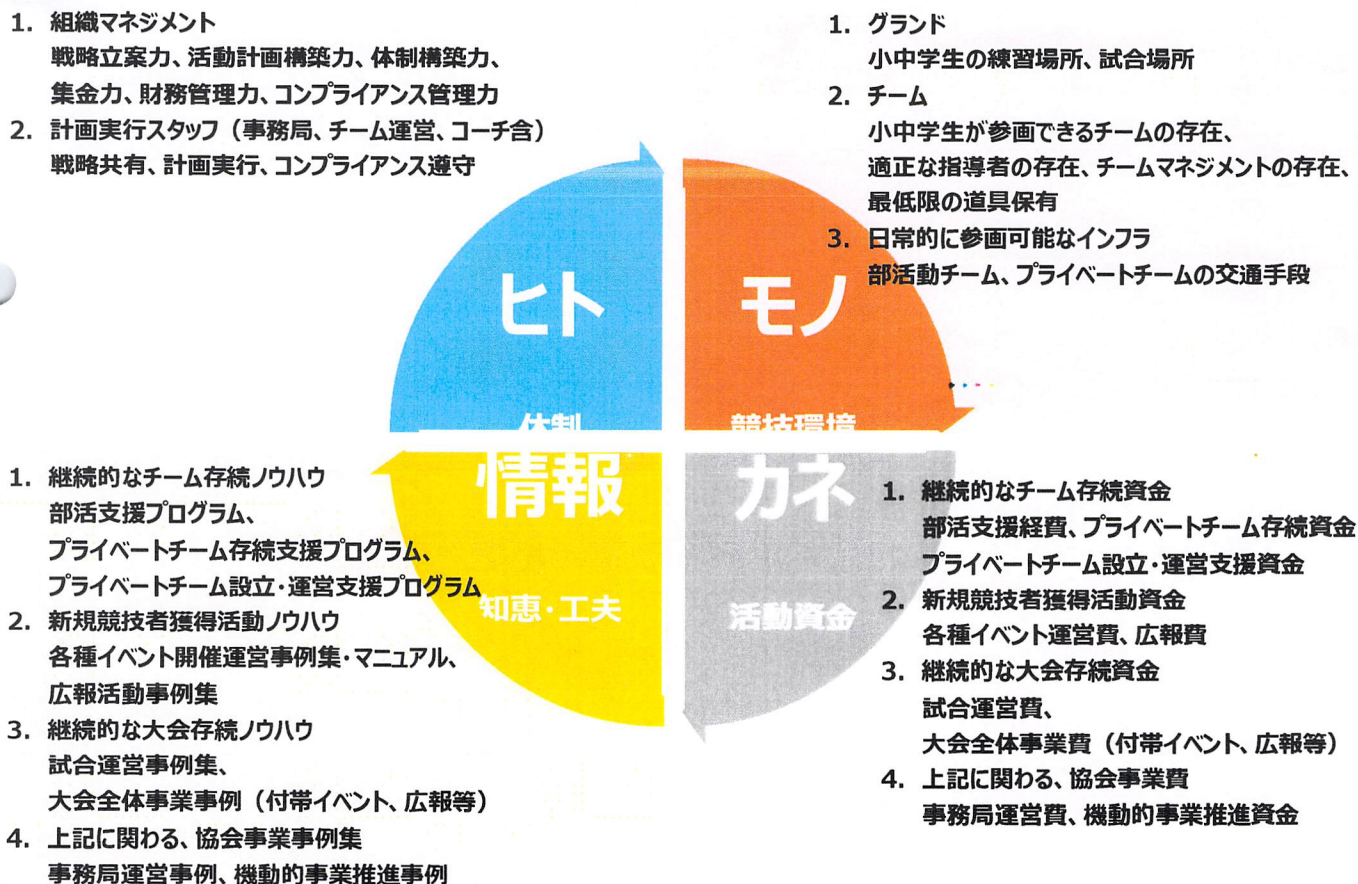 1. 組織マネジメント
戦略立案力、活動計画構築力、体制構築力、
集金力、財務管理力、コンプライアンス管理力
2. 計画実行スタッフ（事務局、チーム運営、コーチ含）
戦略共有、計画実行、コンプライアンス遵守
1. グランド
小中学生の練習場所、試合場所
2. チーム
小中学生が参画できるチームの存在、
適正な指導者の存在、チームマネジメントの存在、
最低限の道具保有
3. 日常的に参画可能なインフラ
部活動チーム、プライベートチームの交通手段
ヒト
体制
モノ
競技環境
情報
知恵・工夫
カネ
活動資金
1. 継続的なチーム存続ノウハウ
部活支援プログラム、
プライベートチーム存続支援プログラム、
プライベートチーム設立・運営支援プログラム
2. 新規競技者獲得活動ノウハウ
各種イベント開催運営事例集・マニュアル、
広報活動事例集
3. 継続的な大会存続ノウハウ
試合運営事例集、
大会全体事業事例（付帯イベント、広報等）
4. 上記に関わる、協会事業事例集
事務局運営事例、機動的事業推進事例
1. 継続的なチーム存続資金
部活支援経費、プライベートチーム存続資金
プライベートチーム設立・運営支援資金
2. 新規競技者獲得活動資金
各種イベント運営費、広報費
3. 継続的な大会存続資金
試合運営費、
大会全体事業費（付帯イベント、広報等）
4. 上記に関わる、協会事業費
事務局運営費、機動的事業推進資金